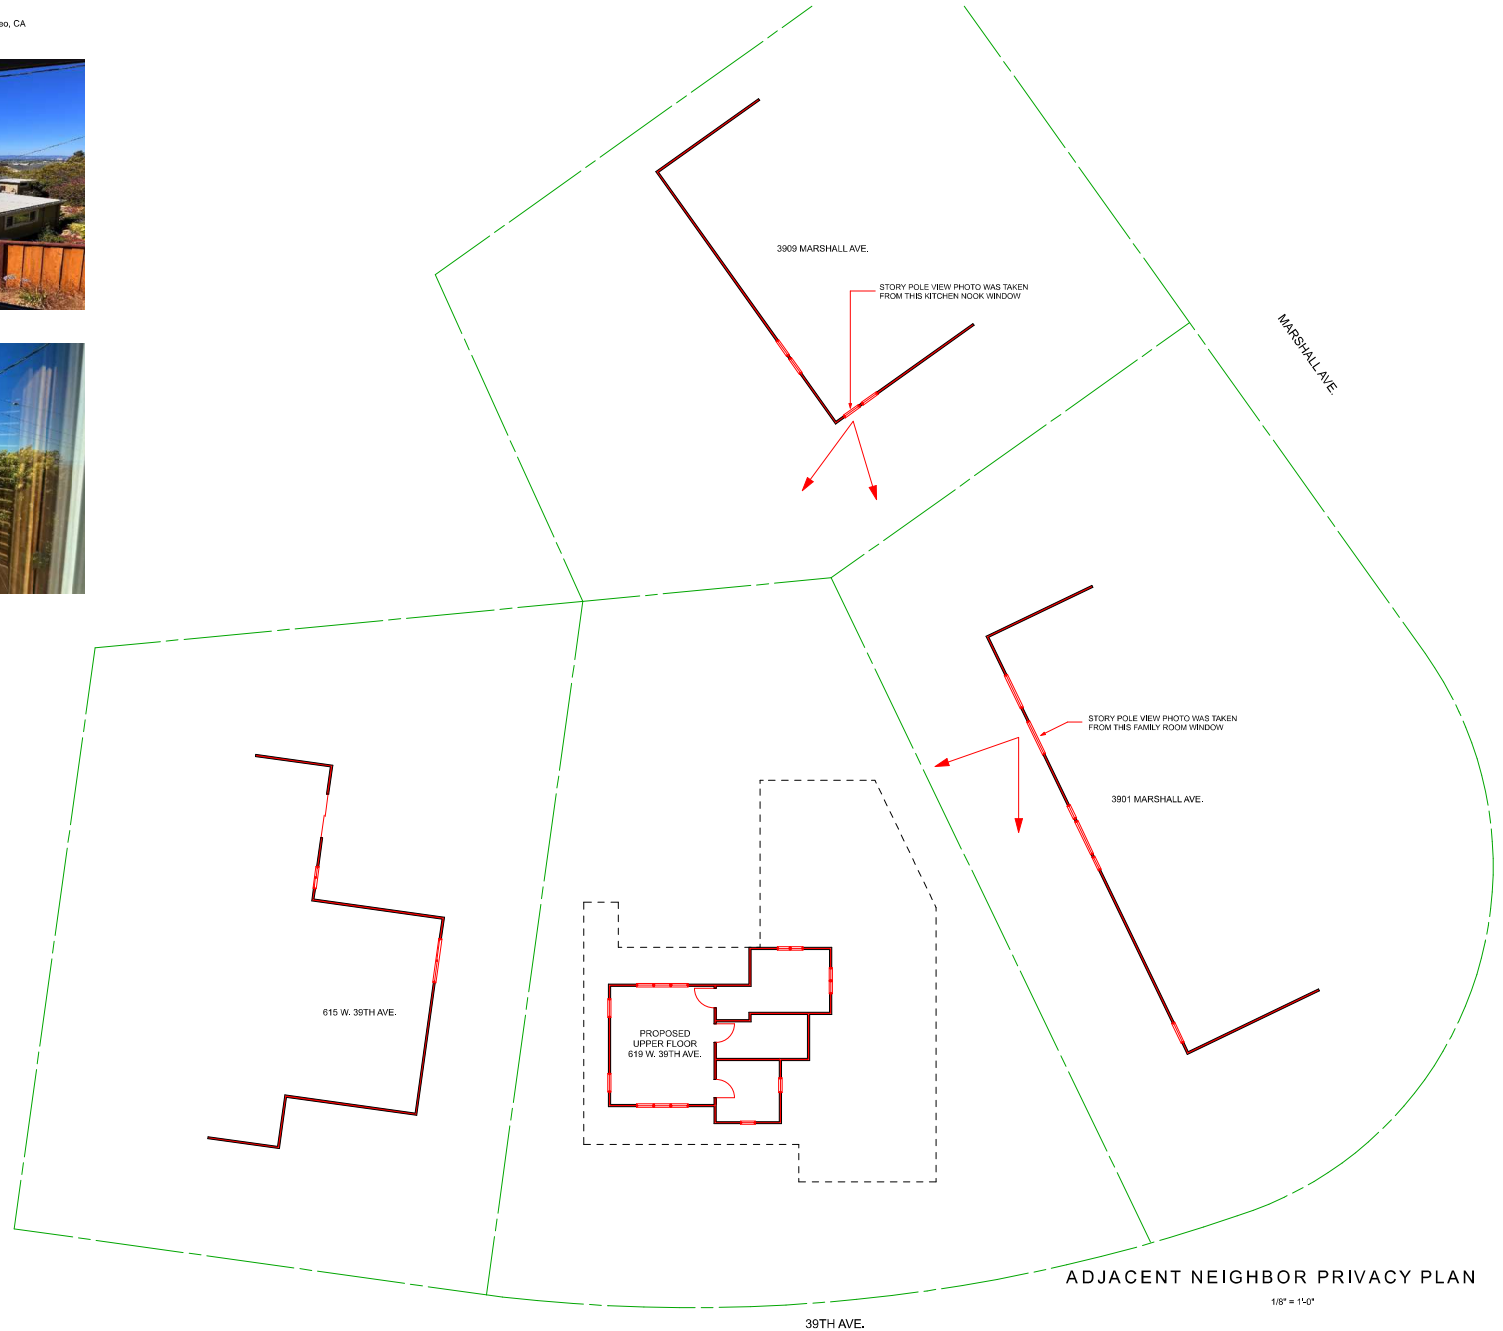 CA
3909 MARSHALL AVE.
STORY POLE VIEW PHOTO WAS TAKEN
FROM THIS KITCHEN NOOK WINDOW
MARSHALL AVE.
STORY POLE VIEW PHOTO WAS TAKEN
FROM THIS FAMILY ROOM WINDOW
3901 MARSHALL AVE.
615 W. 39TH AVE.
PROPOSED
UPPER FLOOR
619 W. 39TH AVE.
ADJACENT NEIGHBOR PRIVACY PLAN
1/8" = 1'-0"
39TH AVE.